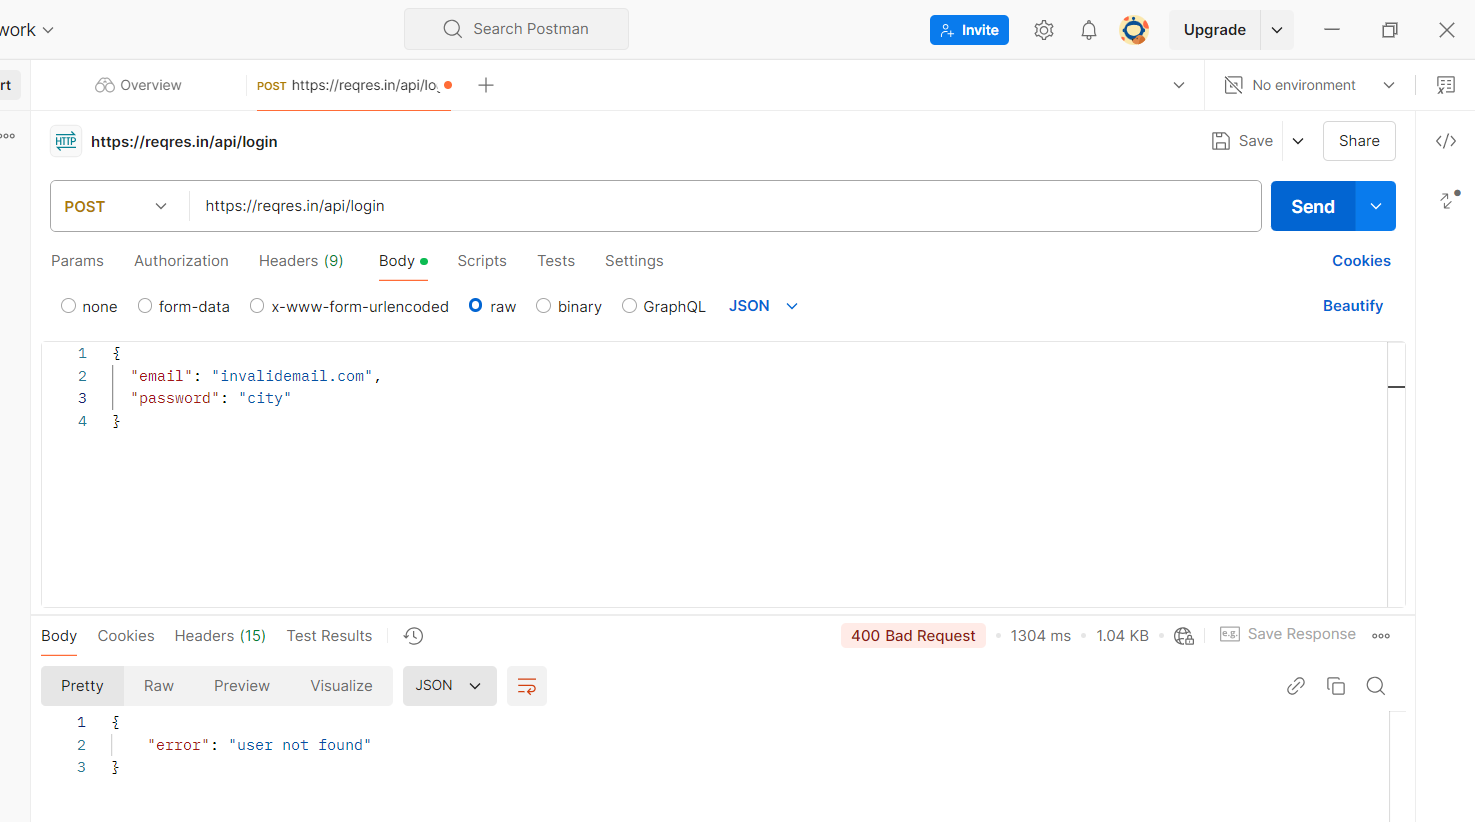 work
Search Postman
Invite
Upgrade
rt
Overview
POST https://reqres.in/api/lo
No environment
HTTP
https://reqres.in/api/login
Save
Share
POST
https://reqres.in/api/login
Send
Params
Authorization
Headers (9)
Body
Scripts
Tests
Settings
Cookies
none
form-data
x-www-form-urlencoded
raw
binary
GraphQL
JSON
Beautify
1 {
2 "email": "invalidemail.com",
3 "password": "city"
4 }
Body
Cookies
Headers (15)
Test Results
400 Bad Request
1304 ms
1.04 KB
e.g.
Save Response
Pretty
Raw
Preview
Visualize
JSON
1 {
2 "error": "user not found"
3 }